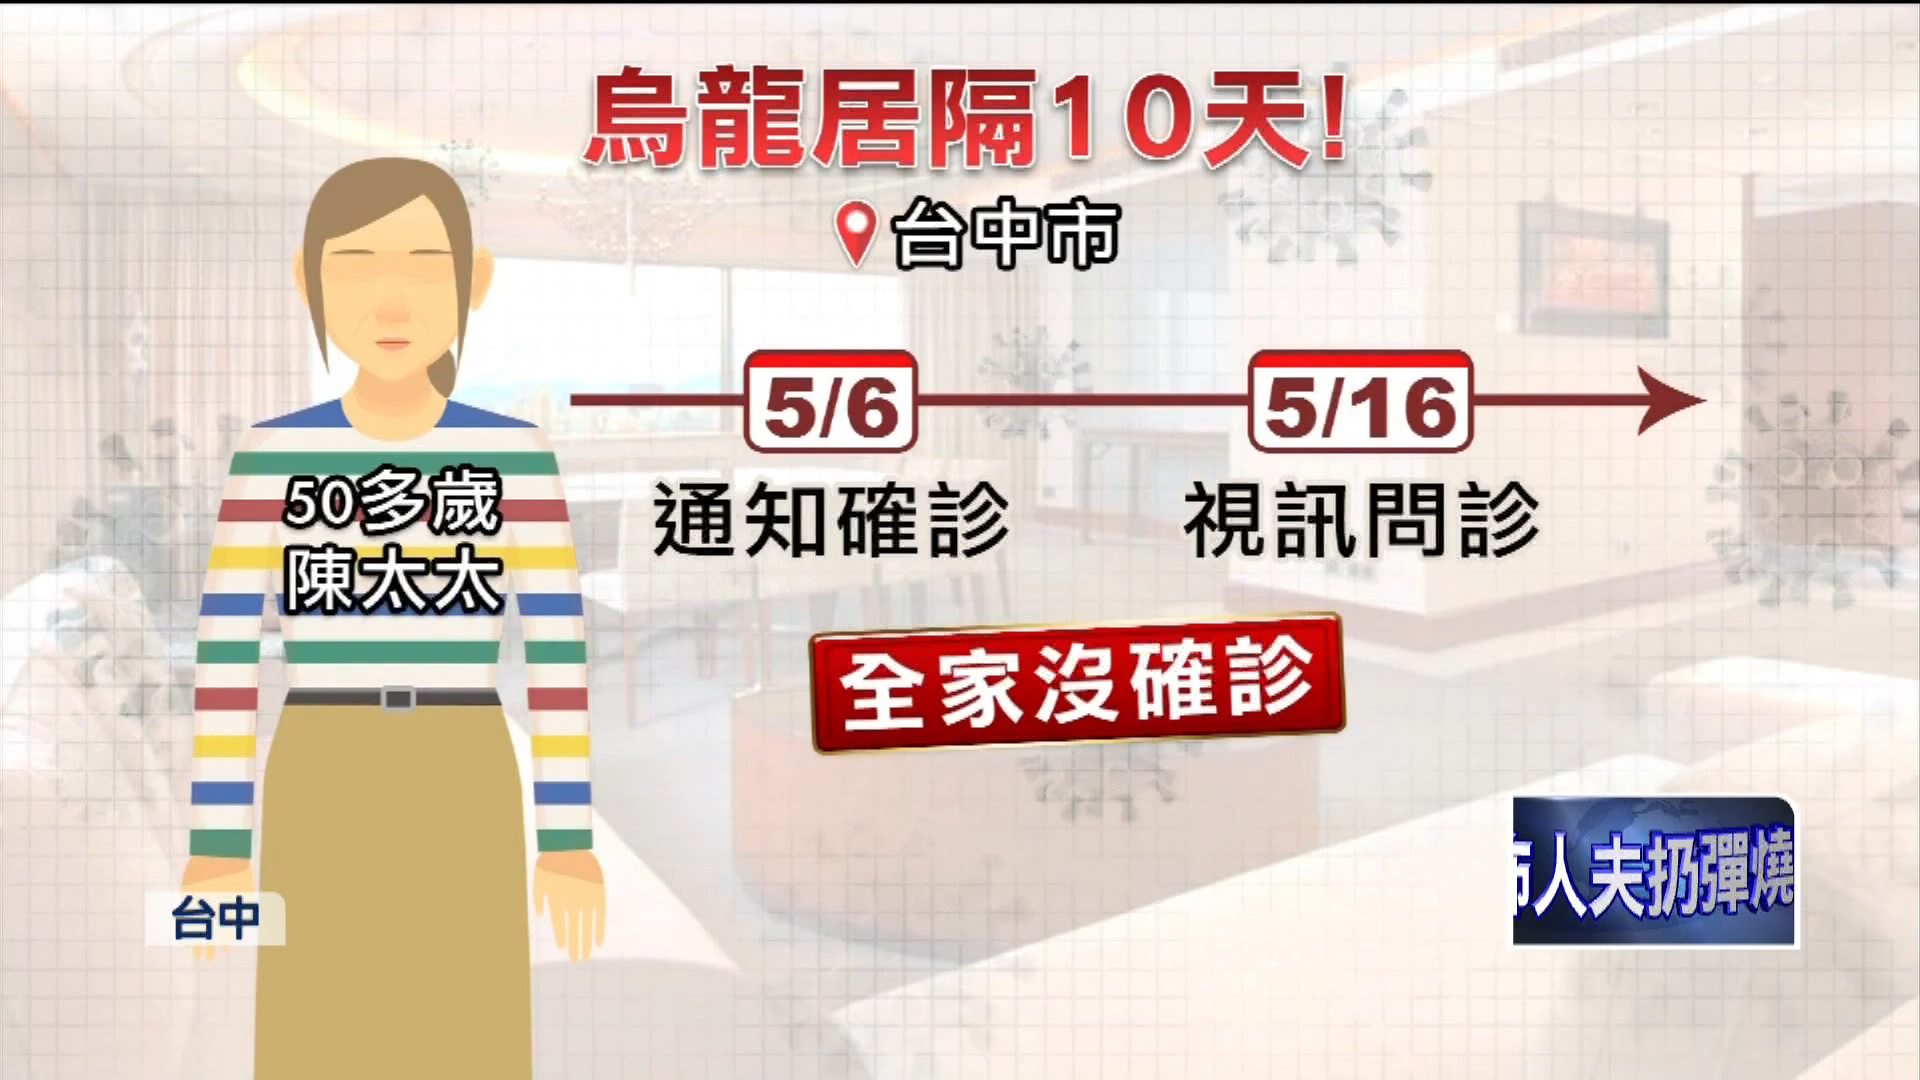 烏龍居隔10天!
台中市
5/6
5/16
通知確診
視訊問診
50多歲
陳太太
全家沒確診
台中
人夫扔彈燒